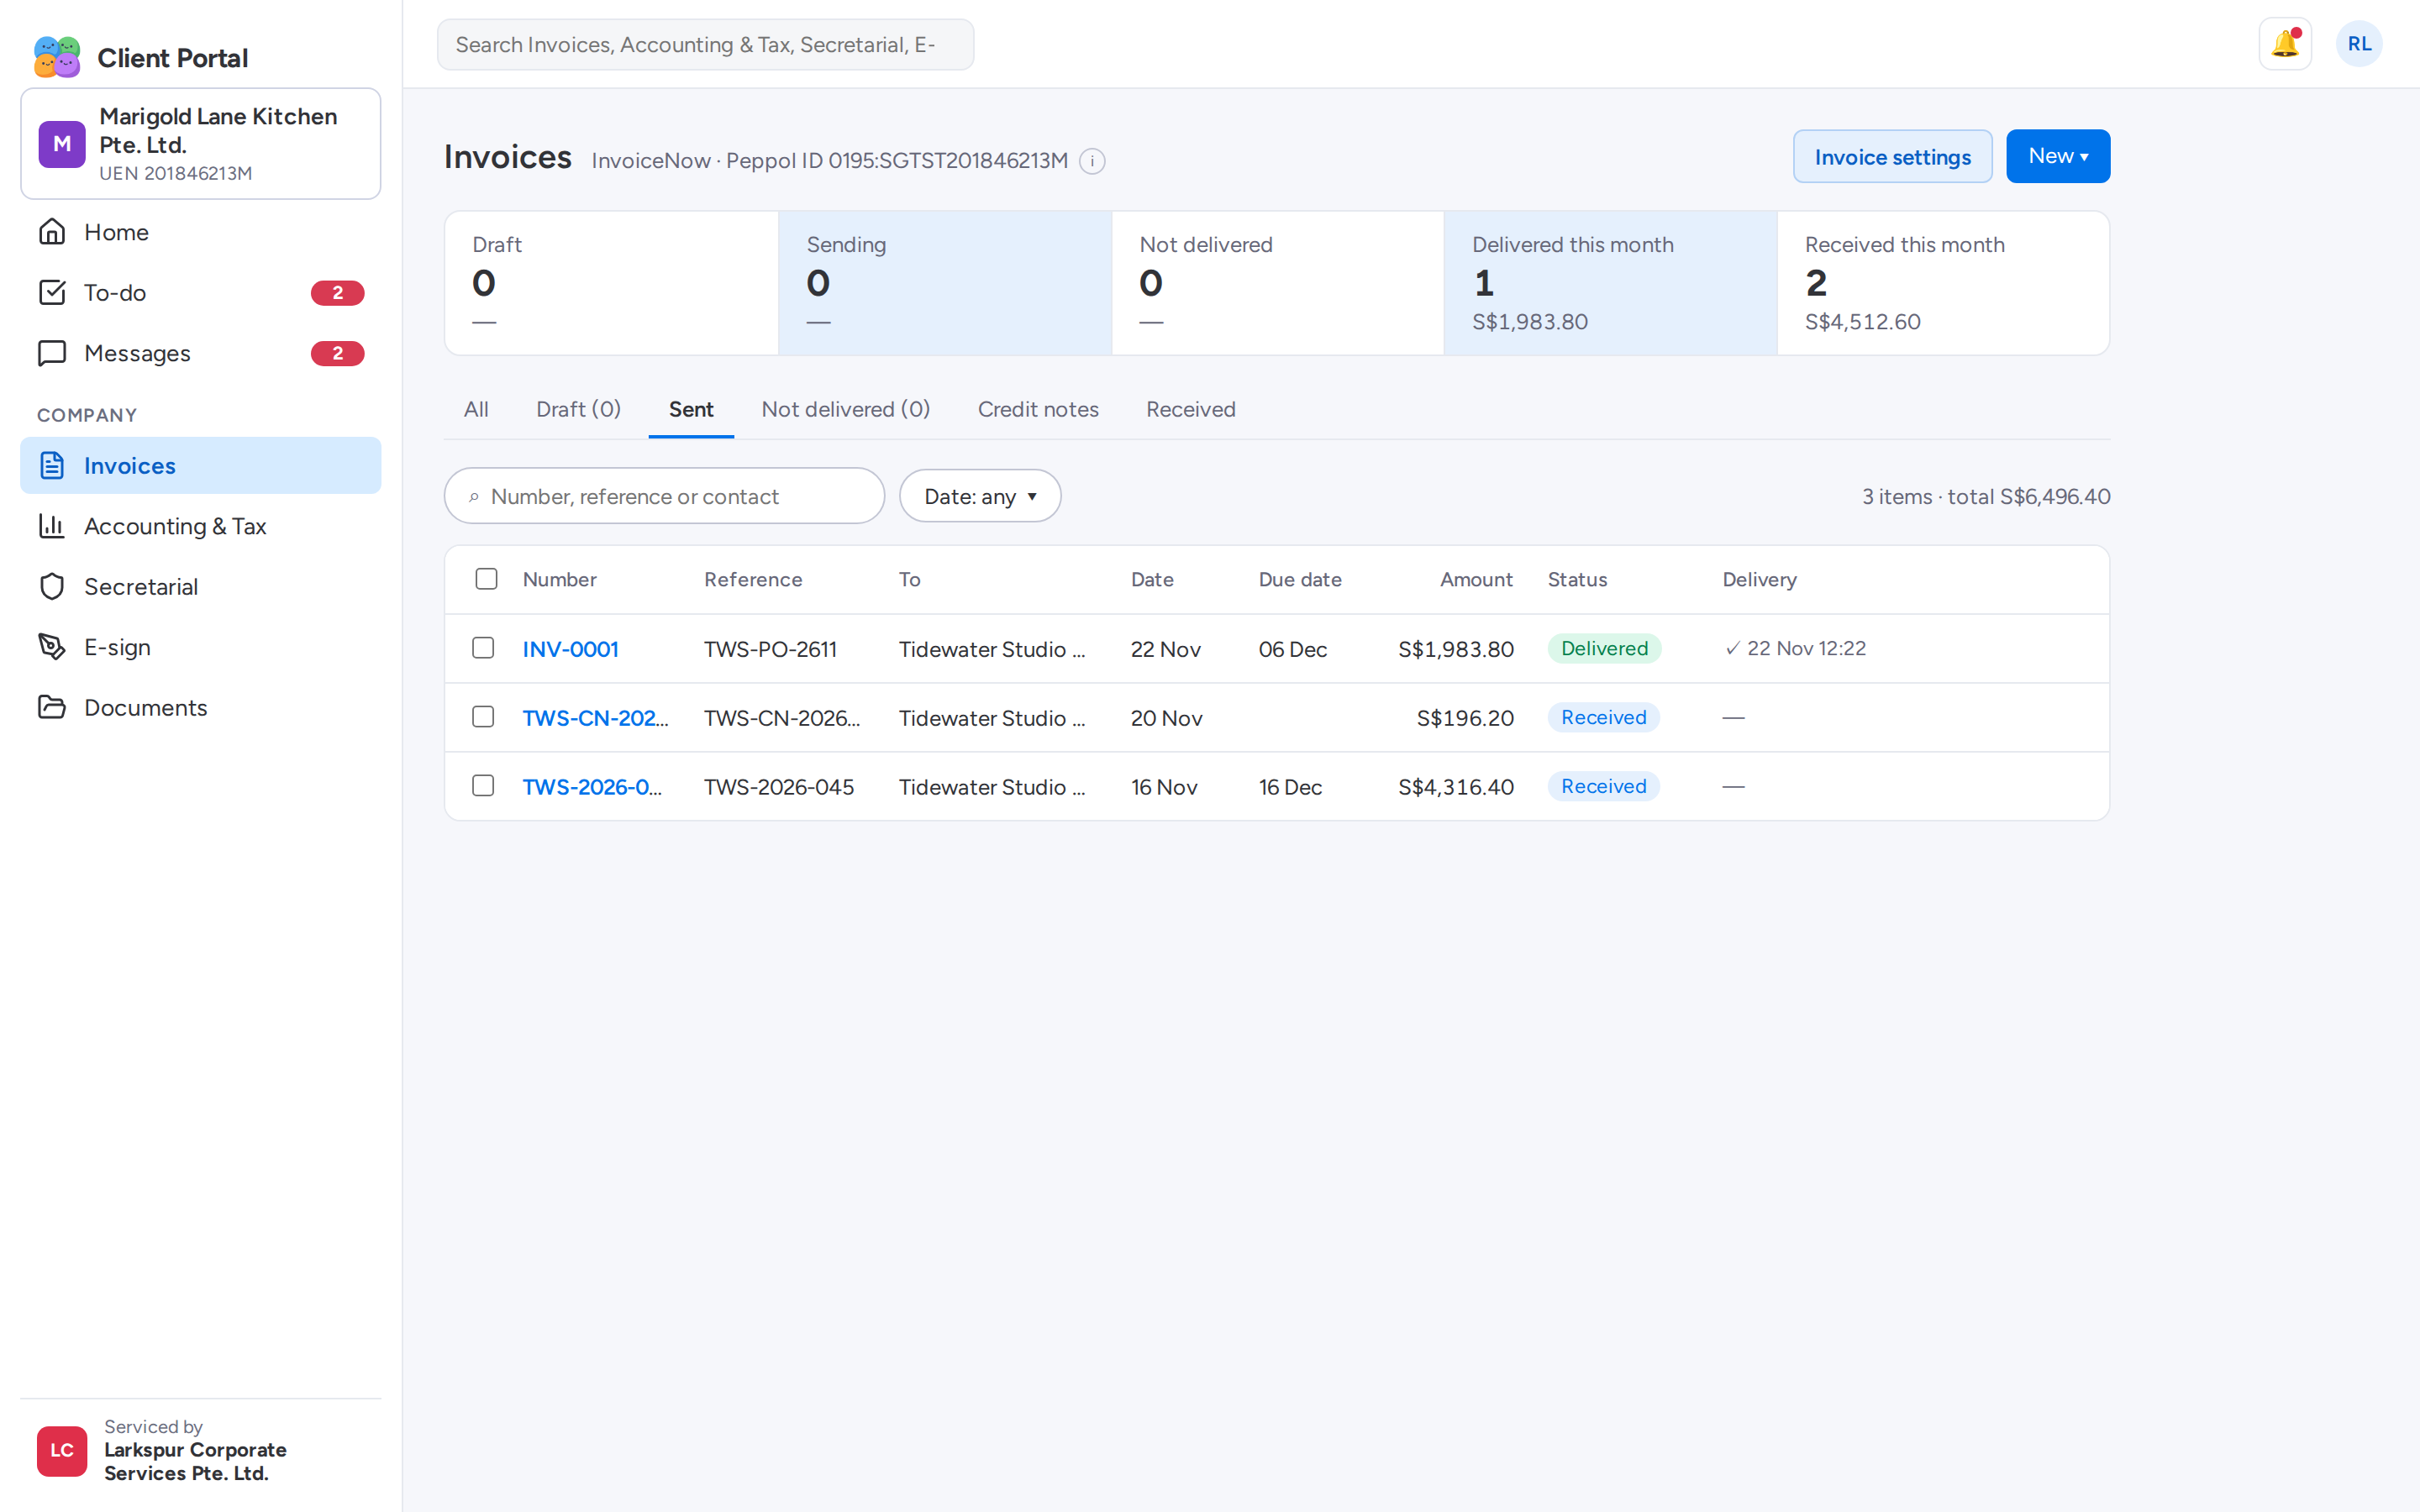 Client Portal
M
Marigold Lane Kitchen
Pte. Ltd.
UEN 201846213M
Home
To-do 2
Messages 2
COMPANY
Invoices
Accounting & Tax
Secretarial
E-sign
Documents
LC
Serviced by
Larkspur Corporate
Services Pte. Ltd.
Search Invoices, Accounting & Tax, Secretarial, E-
RL
Invoices InvoiceNow · Peppol ID 0195:SGTST201846213M i
Invoice settings New ▾
Draft
0
—
Sending
0
—
Not delivered
0
—
Delivered this month
1
S$1,983.80
Received this month
2
S$4,512.60
All Draft (0) Sent Not delivered (0) Credit notes Received
Number, reference or contact Date: any ▾ 3 items · total S$6,496.40
Number Reference To Date Due date Amount Status Delivery
INV-0001 TWS-PO-2611 Tidewater Studio ... 22 Nov 06 Dec S$1,983.80 Delivered ✓ 22 Nov 12:22
TWS-CN-202... TWS-CN-2026... Tidewater Studio ... 20 Nov S$196.20 Received —
TWS-2026-0... TWS-2026-045 Tidewater Studio ... 16 Nov 16 Dec S$4,316.40 Received —